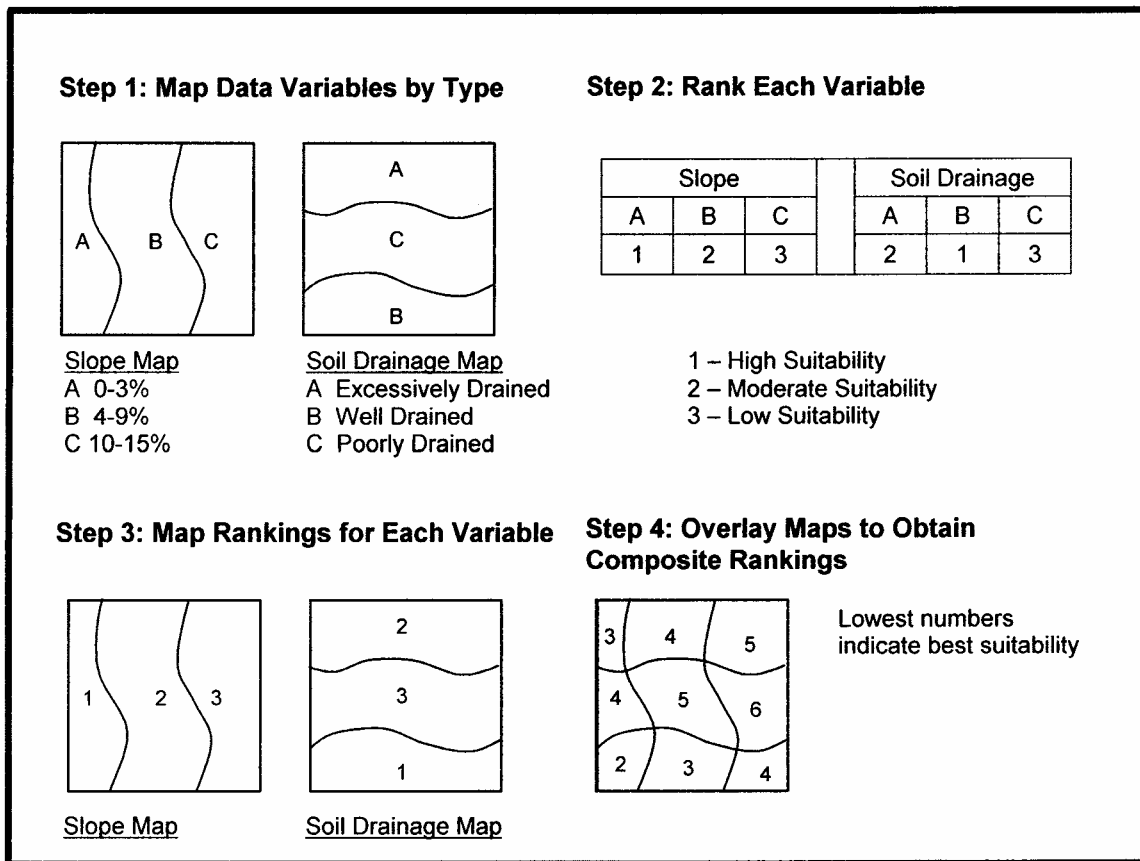 Step 1: Map Data Variables by Type
A B C
A
C
B
Slope Map
A 0-3%
B 4-9%
C 10-15%
Soil Drainage Map
A Excessively Drained
B Well Drained
C Poorly Drained
Step 2: Rank Each Variable
Slope Soil Drainage
A B C A B C
1 2 3 2 1 3
1 – High Suitability
2 – Moderate Suitability
3 – Low Suitability
Step 3: Map Rankings for Each Variable
1 2 3
2
3
1
Slope Map
Soil Drainage Map
Step 4: Overlay Maps to Obtain
Composite Rankings
3 4 5
4 5 6
2 3 4
Lowest numbers
indicate best suitability